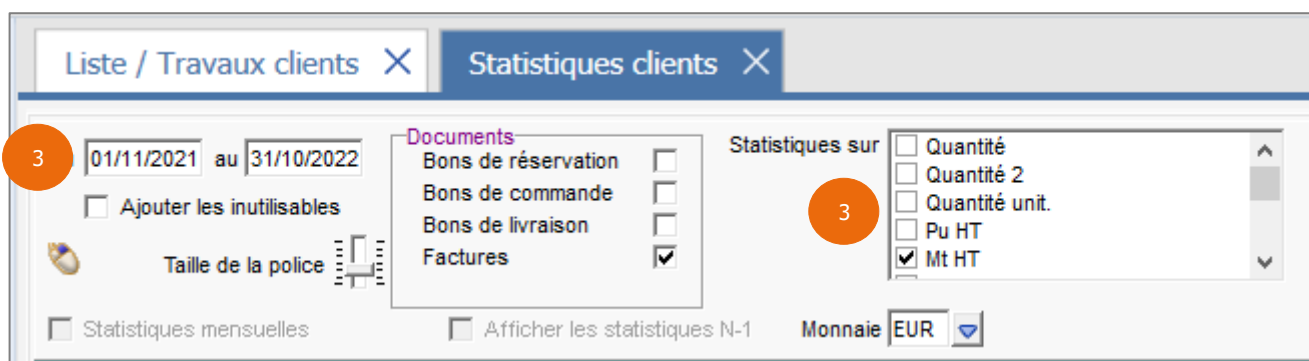 Liste / Travaux clients
Statistiques clients
3
01/11/2021 au 31/10/2022
Ajouter les inutilisables
Taille de la police
Documents
Bons de réservation
Bons de commande
Bons de livraison
Factures
Statistiques sur
3
Quantité
Quantité 2
Quantité unit.
Pu HT
Mt HT
Statistiques mensuelles
Afficher les statistiques N-1
Monnaie EUR